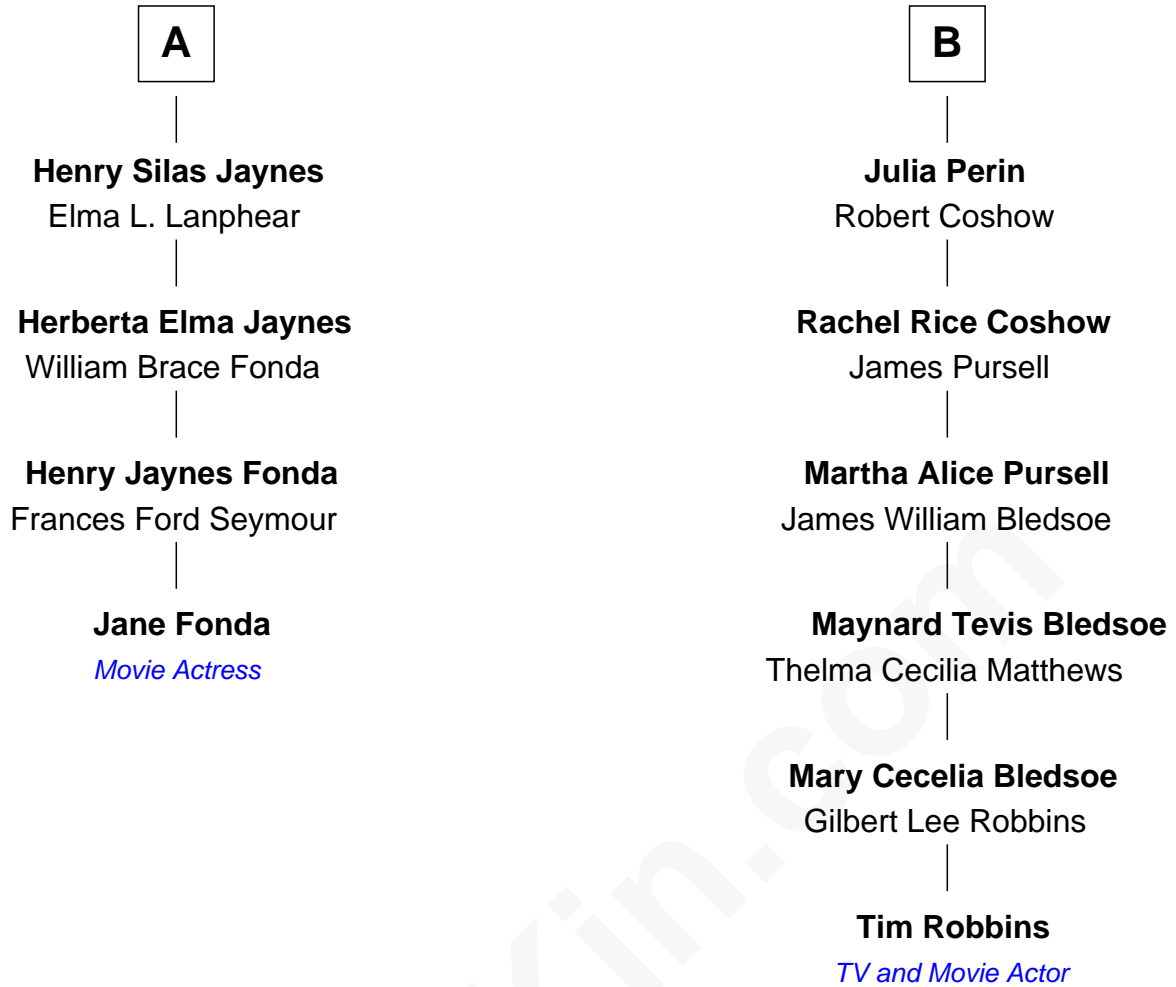 A
Henry Silas Jaynes
Elma L. Lanphear
Herberta Elma Jaynes
William Brace Fonda
Henry Jaynes Fonda
Frances Ford Seymour
Jane Fonda
Movie Actress
B
Julia Perin
Robert Coshow
Rachel Rice Coshow
James Pursell
Martha Alice Pursell
James William Bledsoe
Maynard Tevis Bledsoe
Thelma Cecilia Matthews
Mary Cecelia Bledsoe
Gilbert Lee Robbins
Tim Robbins
TV and Movie Actor
Kin.com